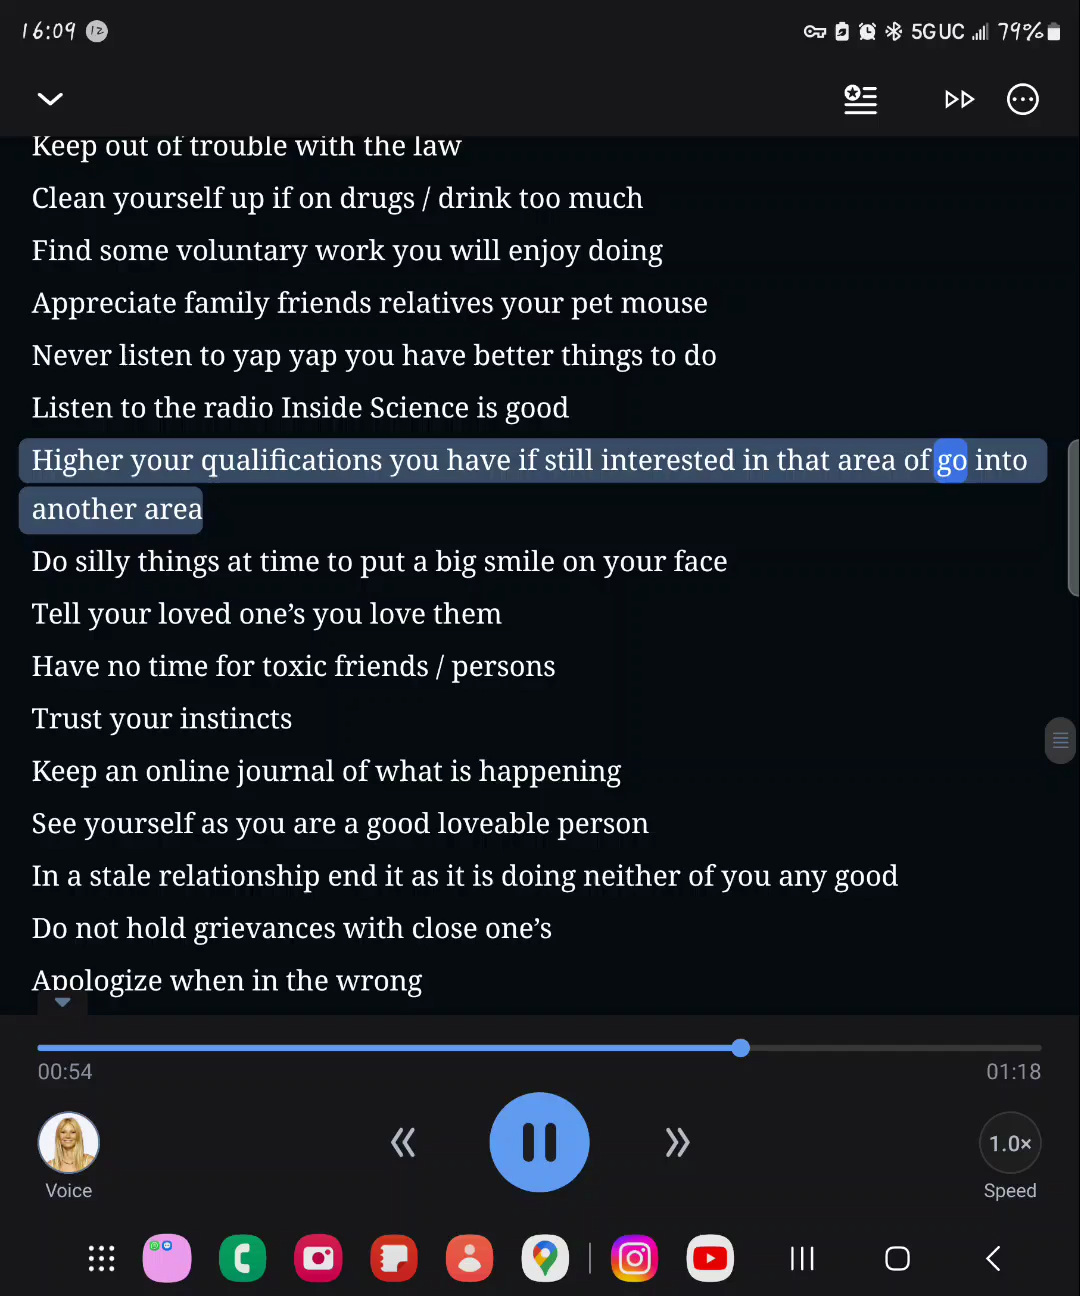 16:09 12 5GUC 79%
Keep out of trouble with the law
Clean yourself up if on drugs / drink too much
Find some voluntary work you will enjoy doing
Appreciate family friends relatives your pet mouse
Never listen to yap yap you have better things to do
Listen to the radio Inside Science is good
Higher your qualifications you have if still interested in that area of go into
another area
Do silly things at time to put a big smile on your face
Tell your loved one’s you love them
Have no time for toxic friends / persons
Trust your instincts
Keep an online journal of what is happening
See yourself as you are a good loveable person
In a stale relationship end it as it is doing neither of you any good
Do not hold grievances with close one’s
Apologize when in the wrong
00:54 01:18
1.0×
Voice Speed